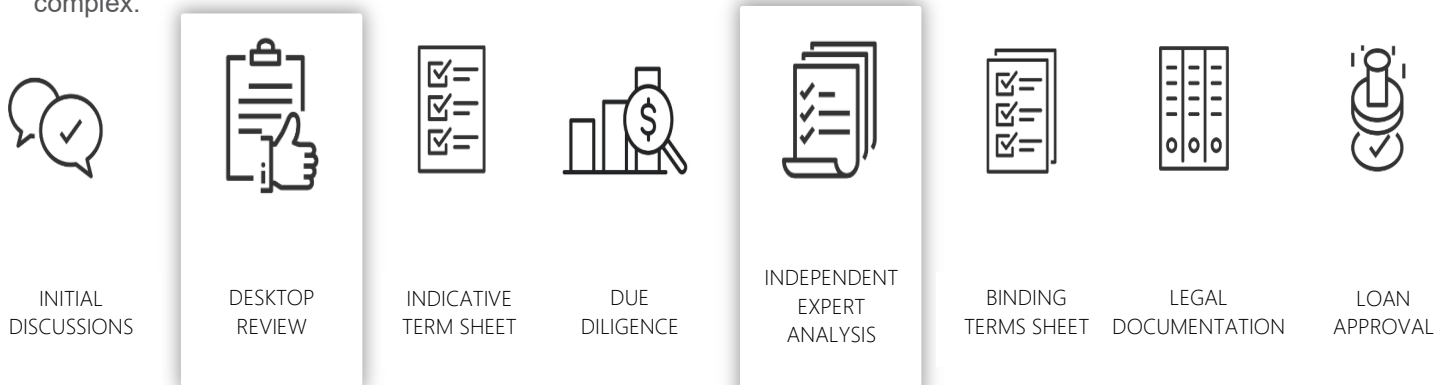 complex.
INITIAL
DISCUSSIONS
DESKTOP
REVIEW
INDICATIVE
TERM SHEET
DUE
DILIGENCE
INDEPENDENT
EXPERT
ANALYSIS
BINDING
TERMS SHEET
LEGAL
DOCUMENTATION
LOAN
APPROVAL